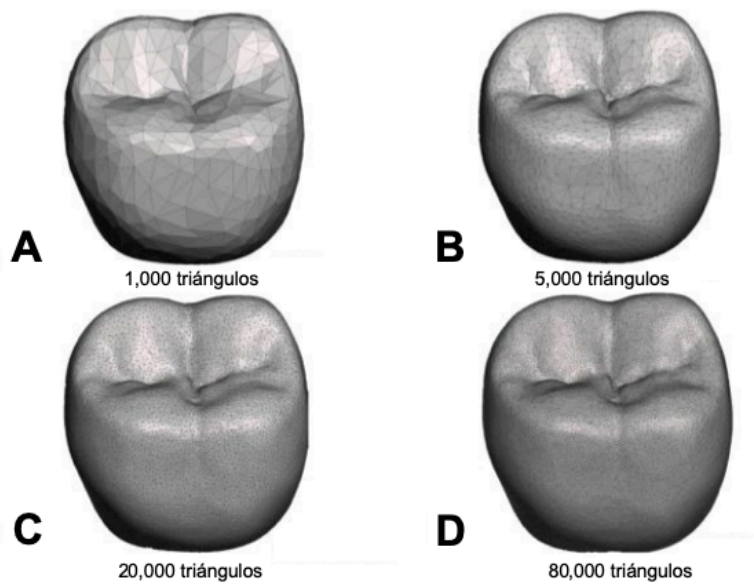 A
1,000 triángulos
B
5,000 triángulos
C
20,000 triángulos
D
80,000 triángulos